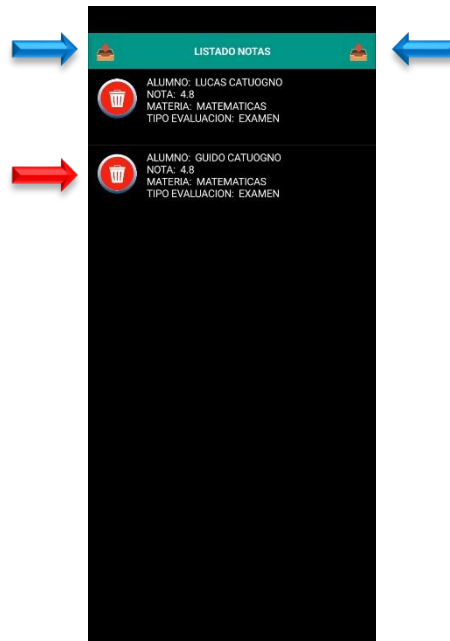 LISTADO NOTAS
ALUMNO: LUCAS CATUOGNO
NOTA: 4.8
MATERIA: MATEMATICAS
TIPO EVALUACION: EXAMEN
ALUMNO: GUIDO CATUOGNO
NOTA: 4.8
MATERIA: MATEMATICAS
TIPO EVALUACION: EXAMEN